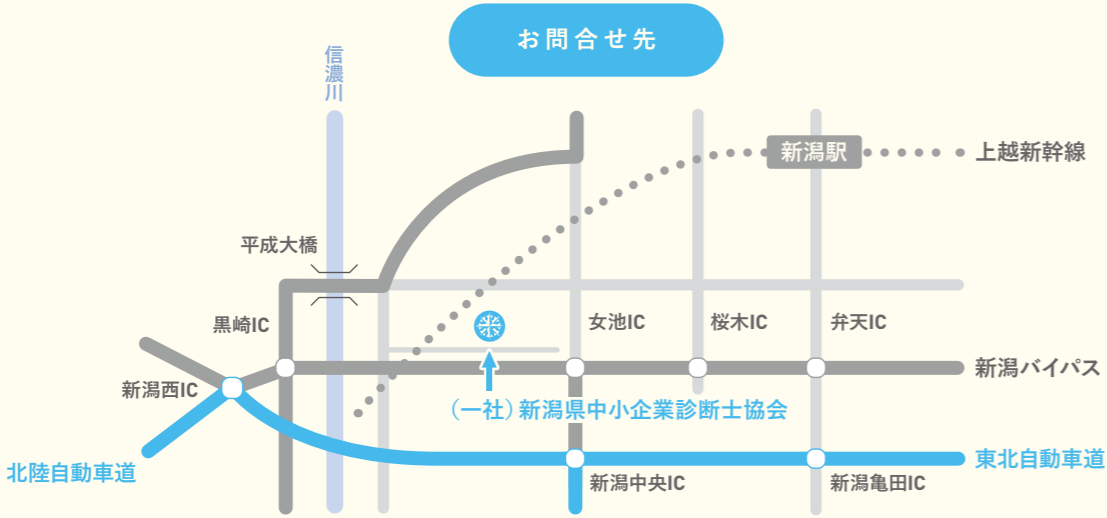 お問合せ先
信濃川
新潟駅
上越新幹線
平成大橋
黒崎IC
女池IC
桜木IC
弁天IC
新潟バイパス
新潟西IC
（一社）新潟県中小企業診断士協会
北陸自動車道
東北自動車道
新潟中央IC
新潟亀田IC